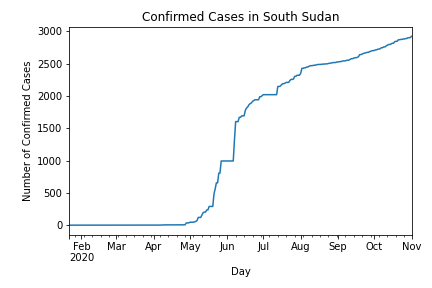 Confirmed Cases in South Sudan
3000
2500
2000
1500
1000
500
0
Number of Confirmed Cases
Feb Mar Apr May Jun Jul Aug Sep Oct Nov
2020
Day